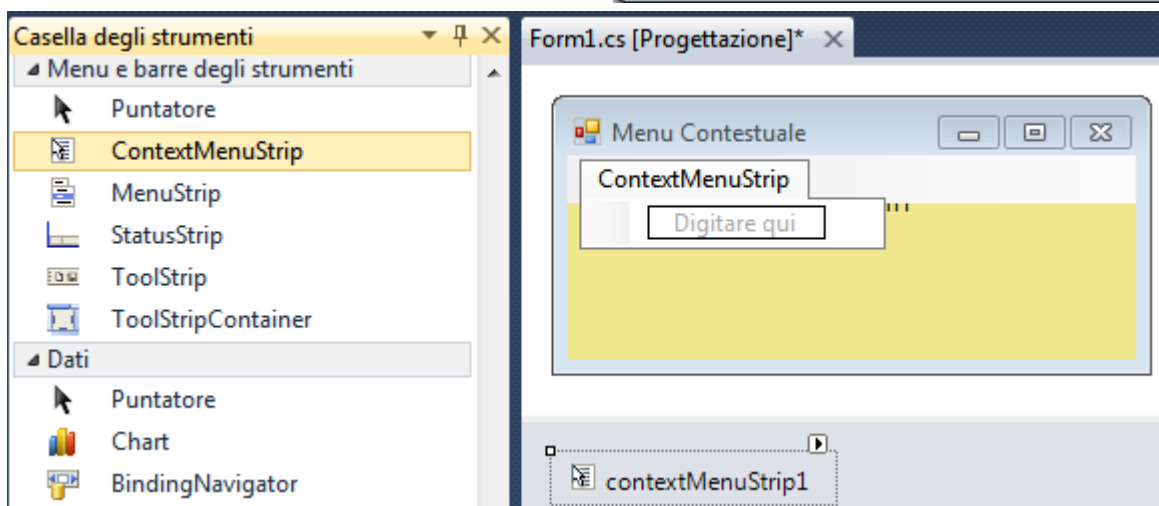 Casella degli strumenti
Menu e barre degli strumenti
Puntatore
ContextMenuStrip
MenuStrip
StatusStrip
ToolStrip
ToolStripContainer
Dati
Puntatore
Chart
BindingNavigator
Form1.cs [Progettazione]*
Menu Contestuale
ContextMenuStrip
Digitare qui
contextMenuStrip1